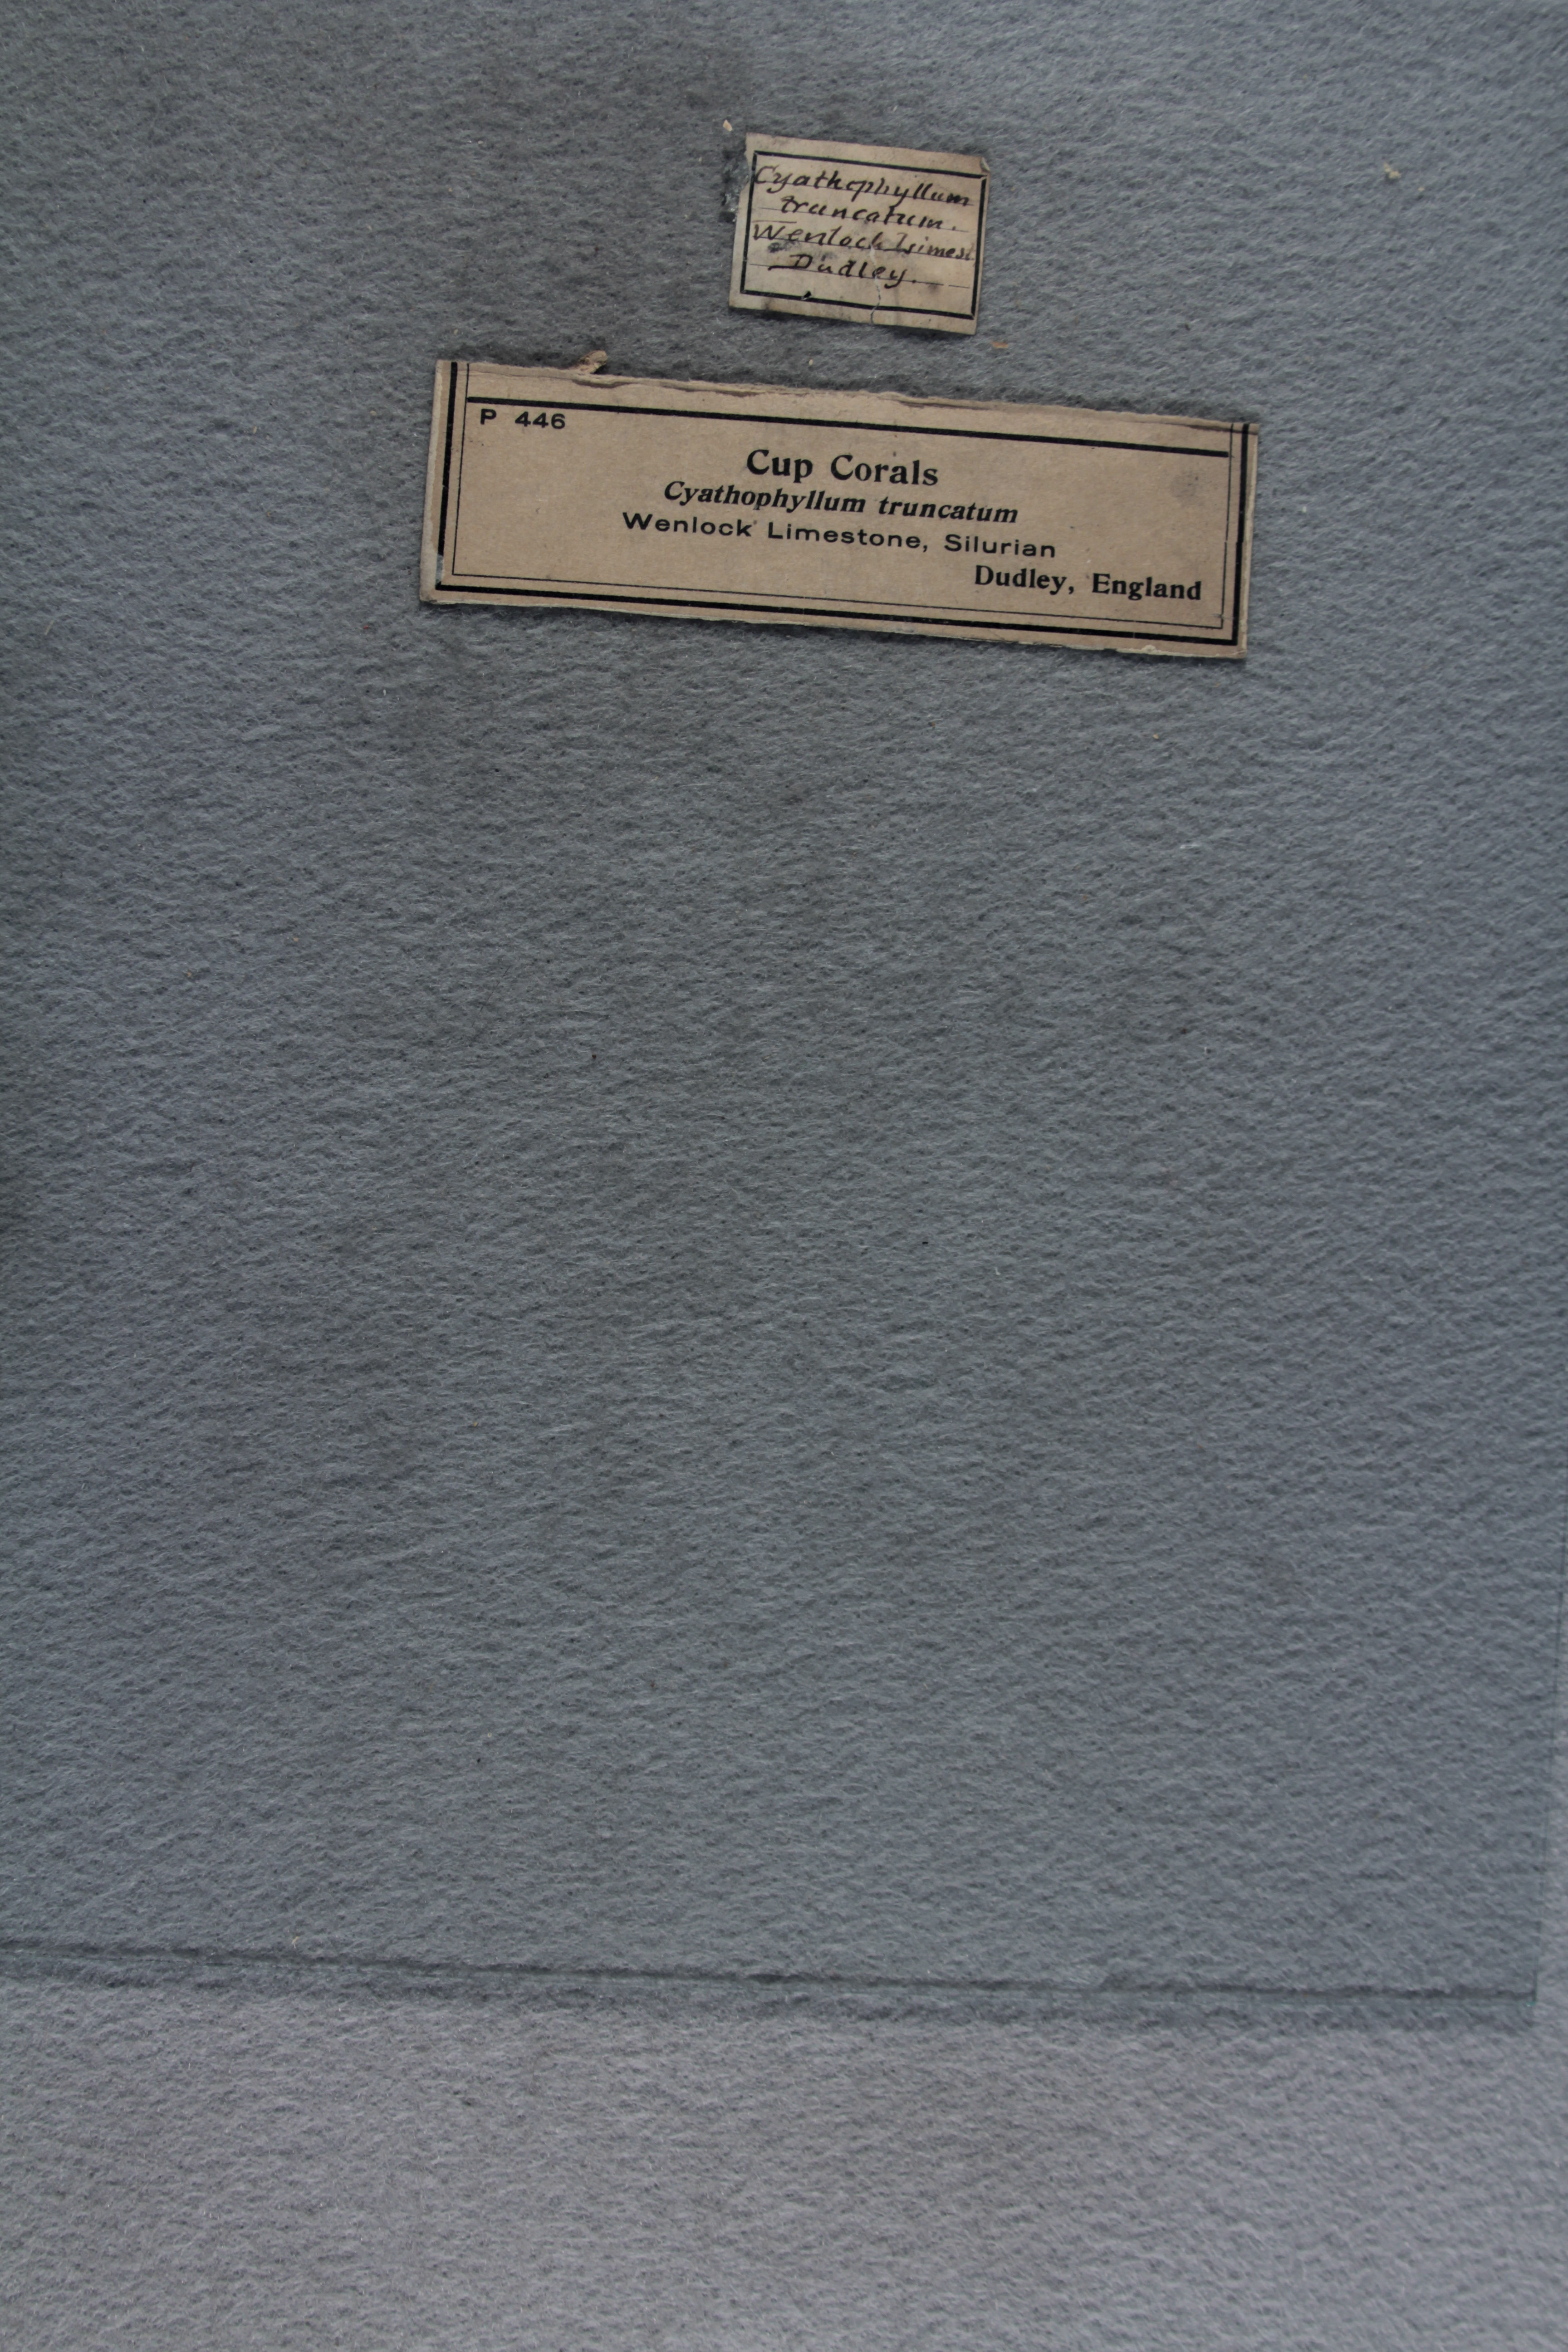 Cyathophyllum
truncatum.
Wenlock Limest
Dudley.
P 446
Cup Corals
Cyathophyllum truncatum
Wenlock Limestone, Silurian
Dudley, England